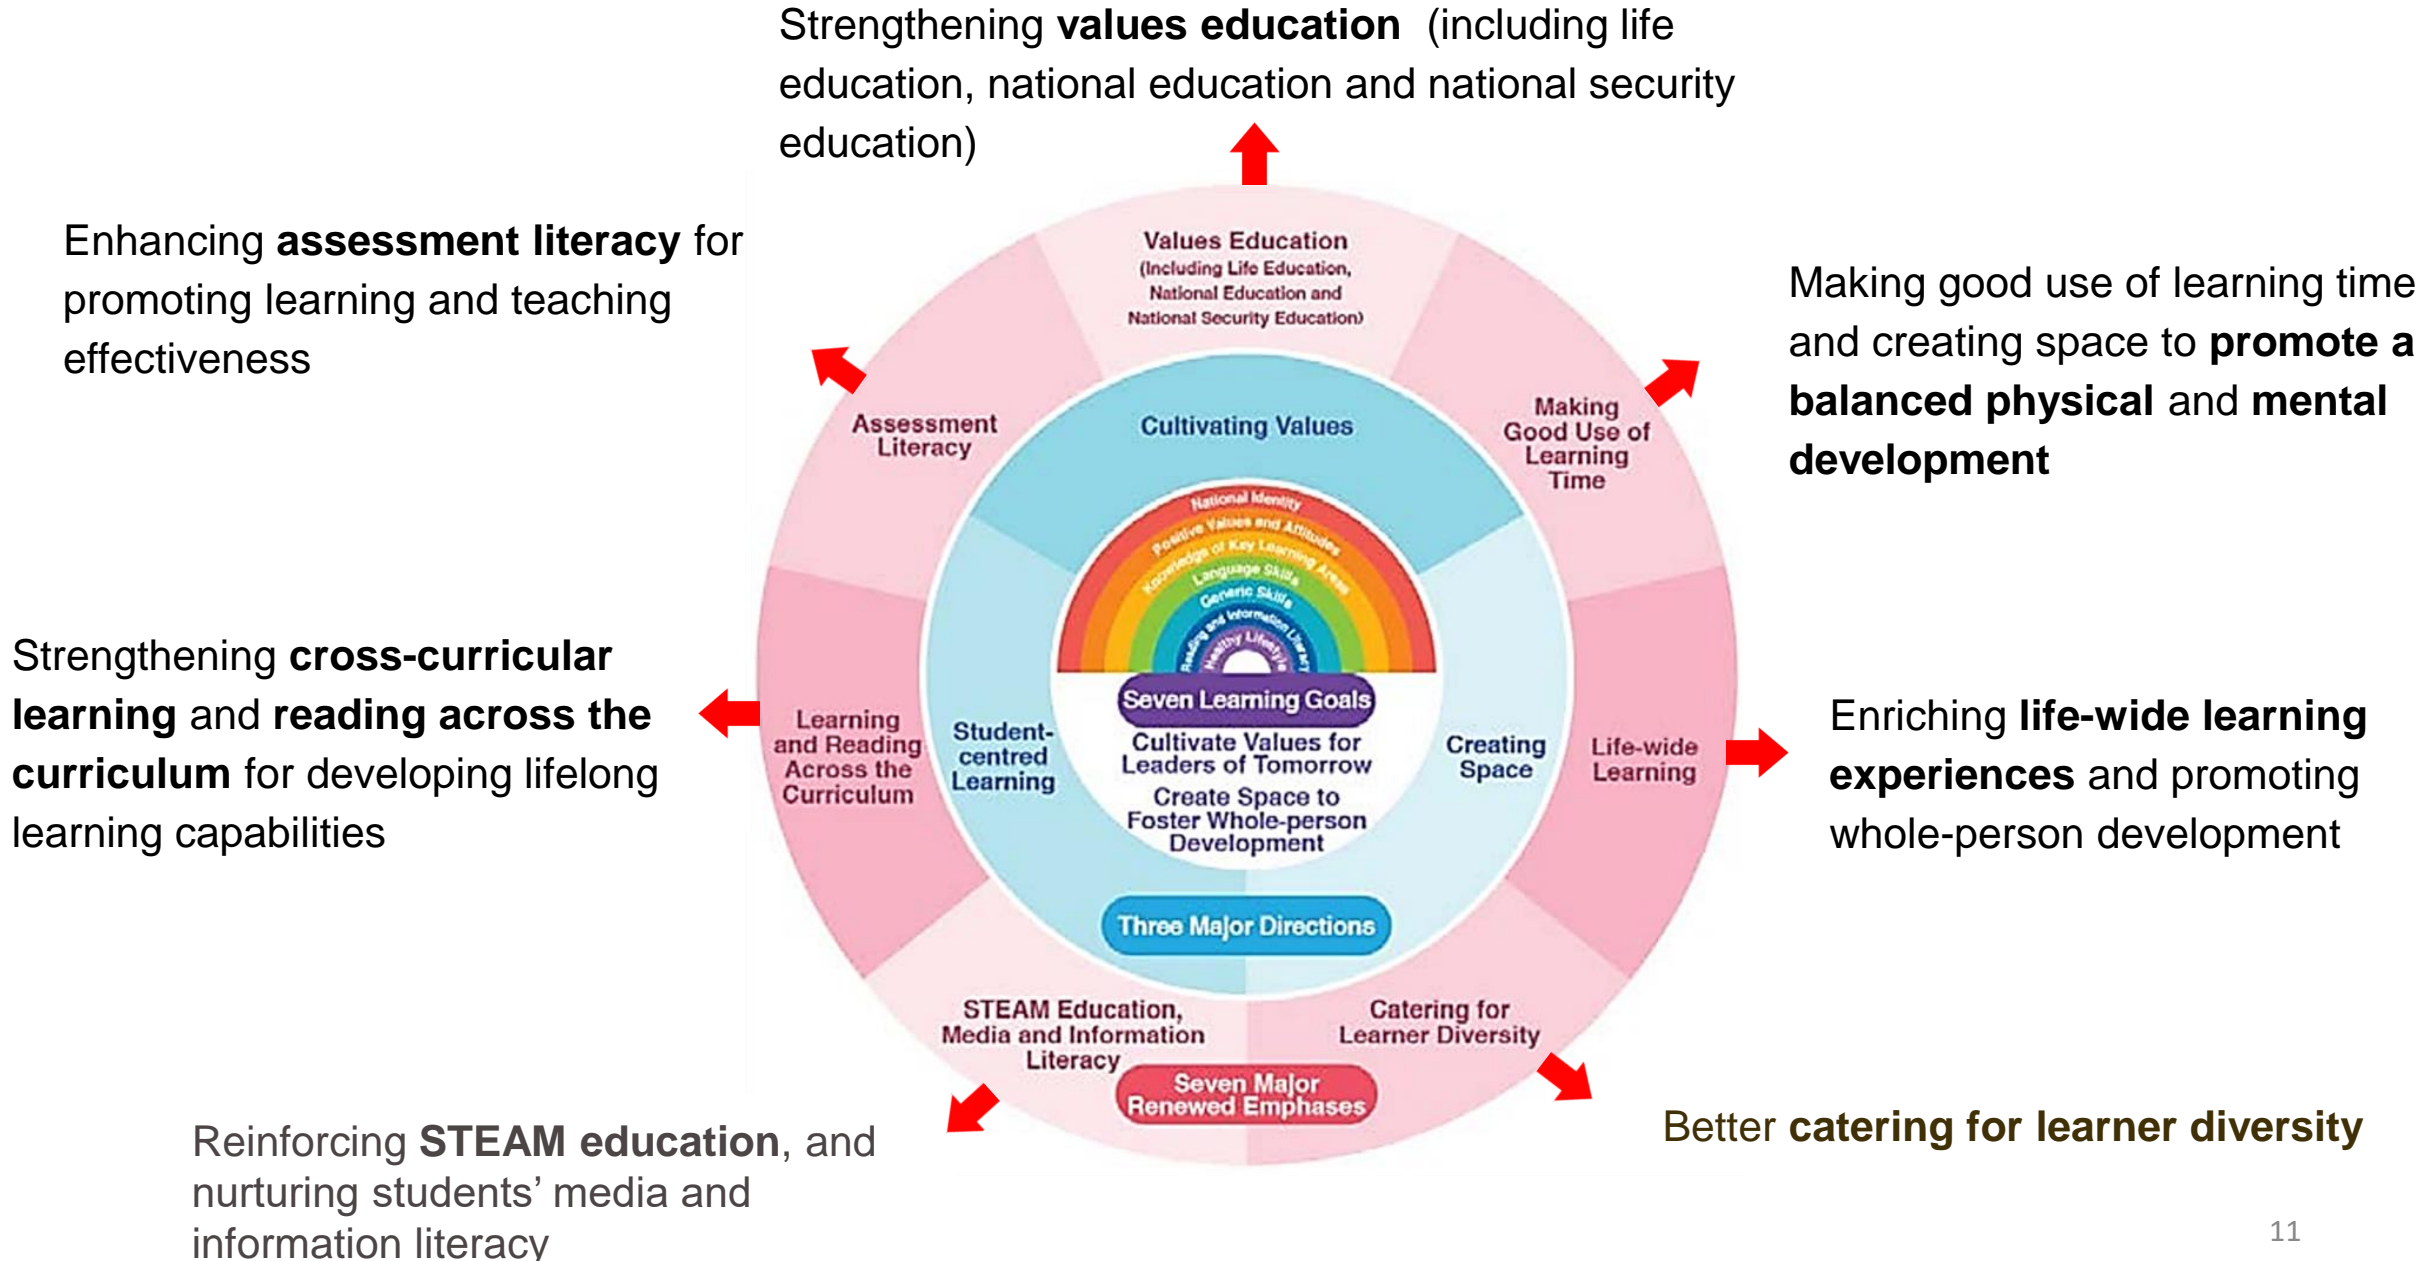 Strengthening values education (including life
education, national education and national security
education)
Enhancing assessment literacy for
promoting learning and teaching
effectiveness
Making good use of learning time
and creating space to promote a
balanced physical and mental
development
Strengthening cross-curricular
learning and reading across the
curriculum for developing lifelong
learning capabilities
Enriching life-wide learning
experiences and promoting
whole-person development
Reinforcing STEAM education, and
nurturing students’ media and
information literacy
Better catering for learner diversity
Values Education
(Including Life Education,
National Education and
National Security Education)
Assessment
Literacy
Making
Good Use of
Learning
Time
Learning
and Reading
Across the
Curriculum
Life-wide
Learning
STEAM Education,
Media and Information
Literacy
Catering for
Learner Diversity
Seven Major
Renewed Emphases
Cultivating Values
Student-
centred
Learning
Creating
Space
Three Major Directions
National Identity
Positive Values and Attitudes
Knowledge of Key Learning Areas
Language Skills
Generic Skills
Reading and Information Literacy
Healthy Lifestyle
Seven Learning Goals
Cultivate Values for
Leaders of Tomorrow
Create Space to
Foster Whole-person
Development
11